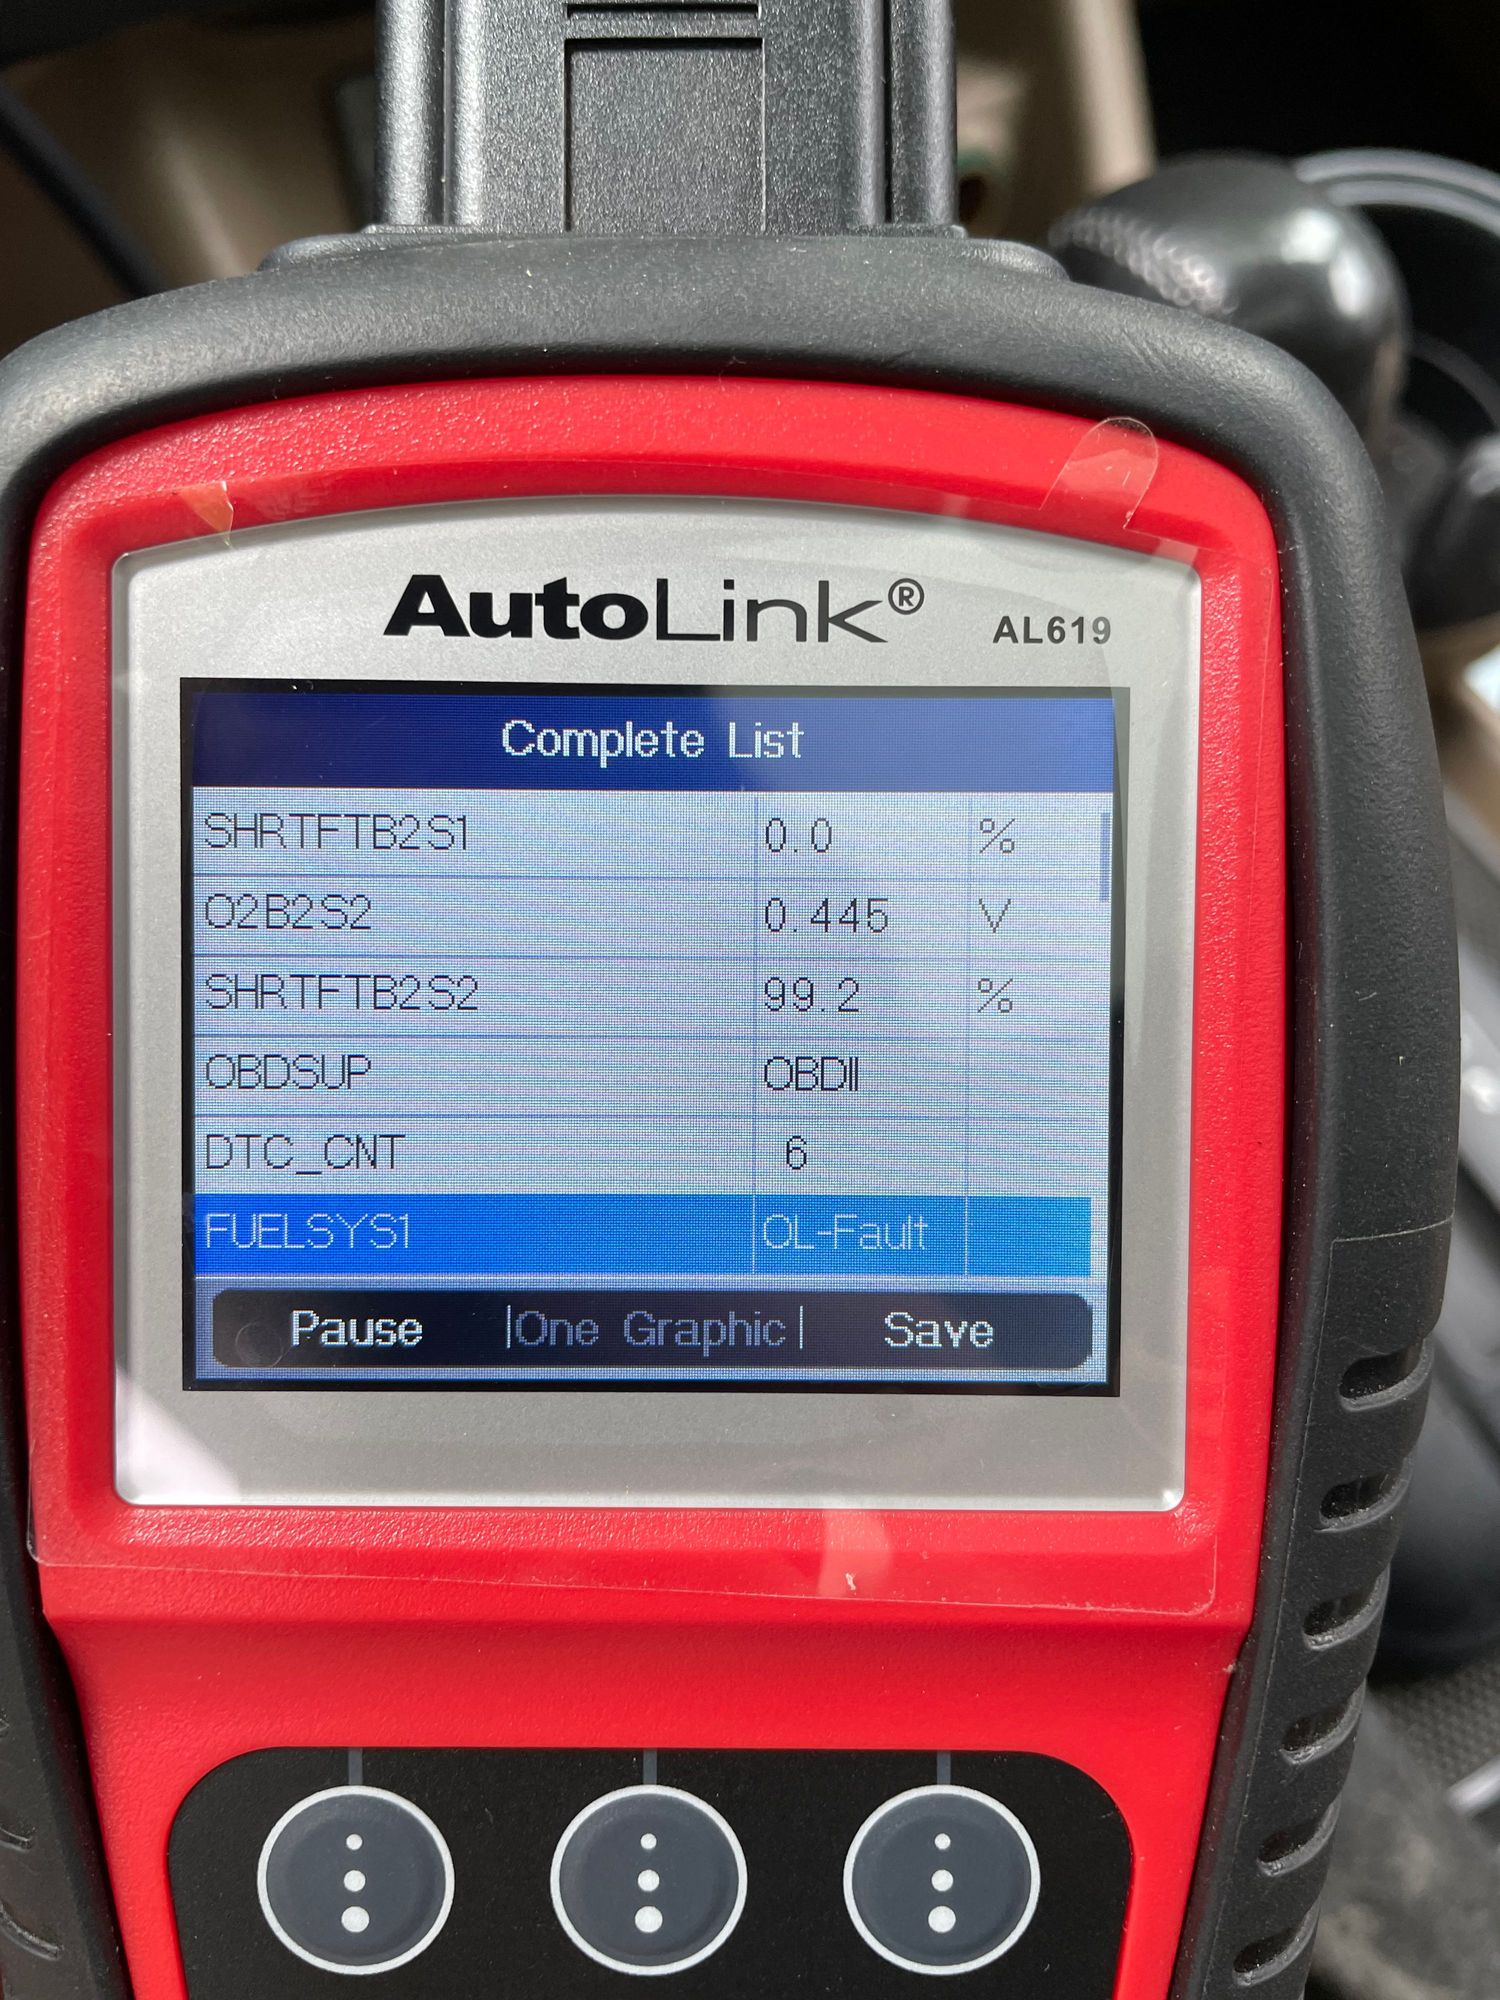 AutoLink® AL619
Complete List
SHRTFTB2S1 0.0 %
O2B2S2 0.445 V
SHRTFTB2S2 99.2 %
OBDSUP OBDII
DTC_CNT 6
FUELSYS1 OL-Fault
Pause |One Graphic| Save